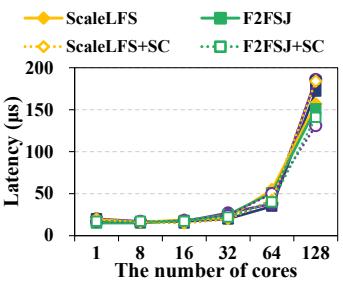 ScaleLFS F2FSJ
ScaleLFS+SC F2FSJ+SC
Latency (μs)
200
150
100
50
0
1 8 16 32 64 128
The number of cores